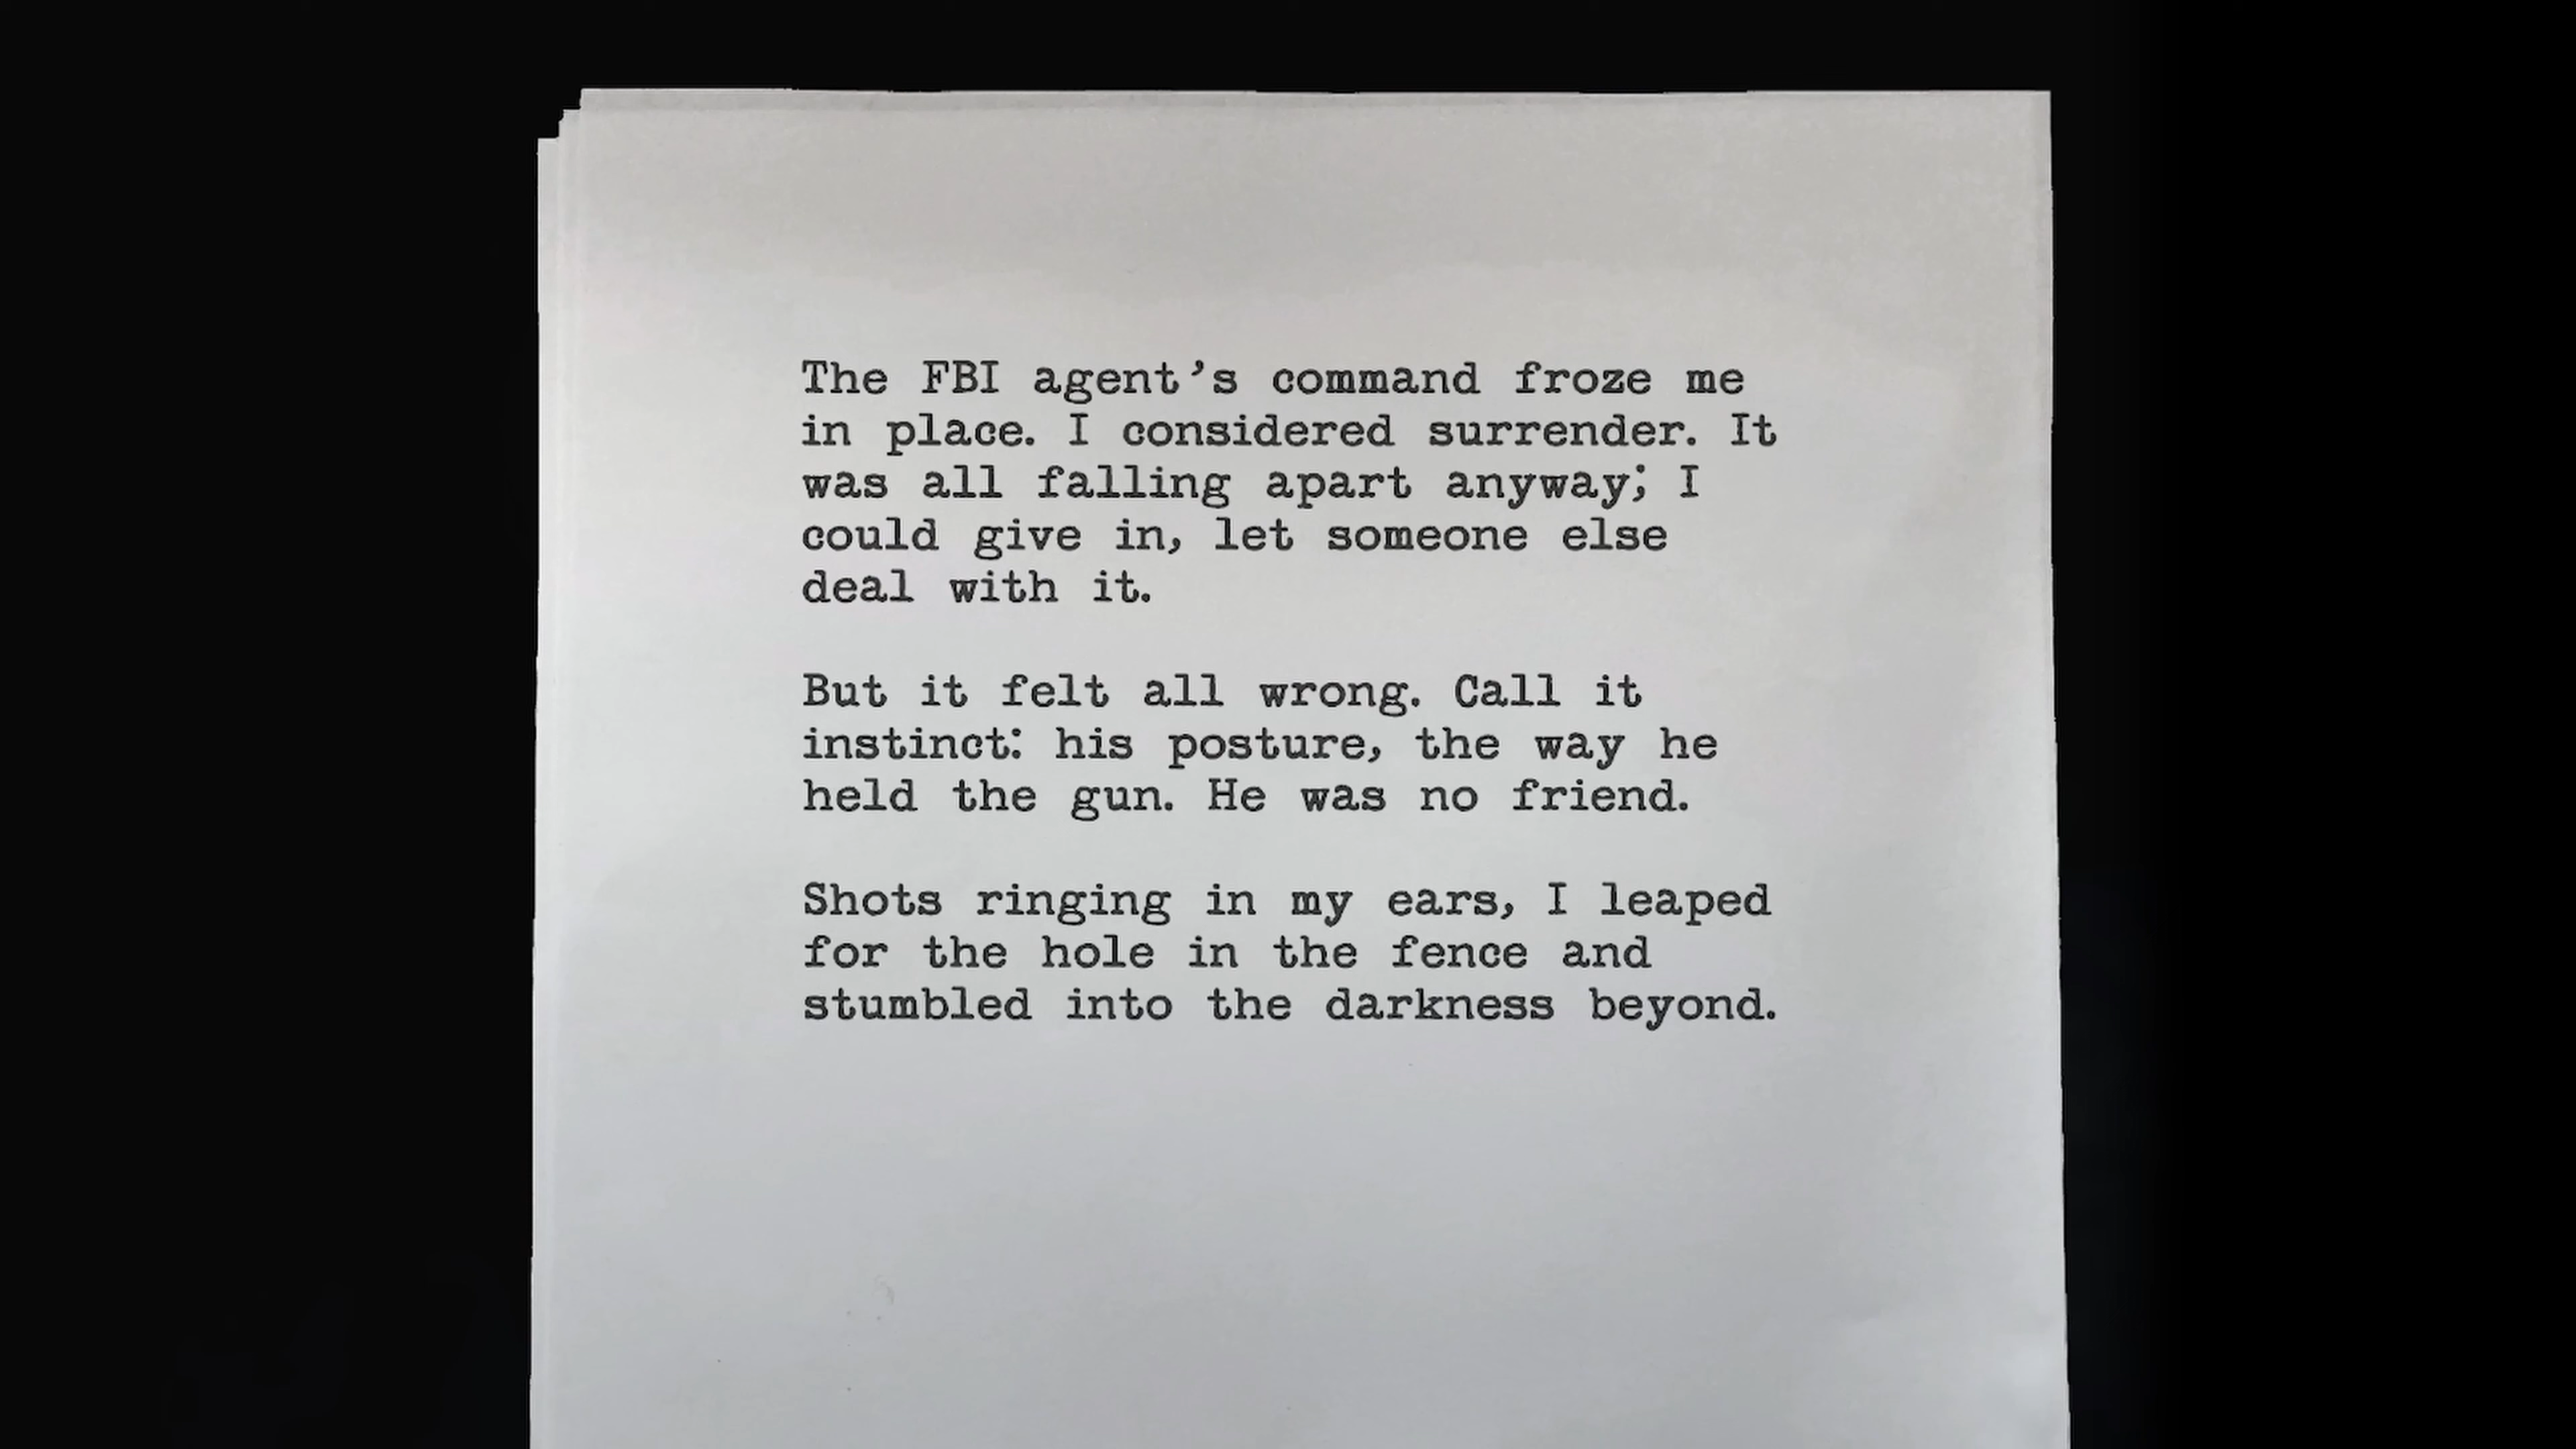 The FBI agent’s command froze me
in place. I considered surrender. It
was all falling apart anyway; I
could give in, let someone else
deal with it.
But it felt all wrong. Call it
instinct: his posture, the way he
held the gun. He was no friend.
Shots ringing in my ears, I leaped
for the hole in the fence and
stumbled into the darkness beyond.